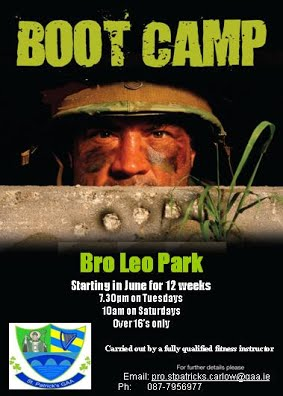 BOOT CAMP
Bro Leo Park
Starting in June for 12 weeks
7.30pm on Tuesdays
10am on Saturdays
Over 16's only
Carried out by a fully qualified fitness instructor
St. Patrick's GAA
For further details please
Email: pro.stpatricks.carlow@gaa.ie
Ph: 087-7956977